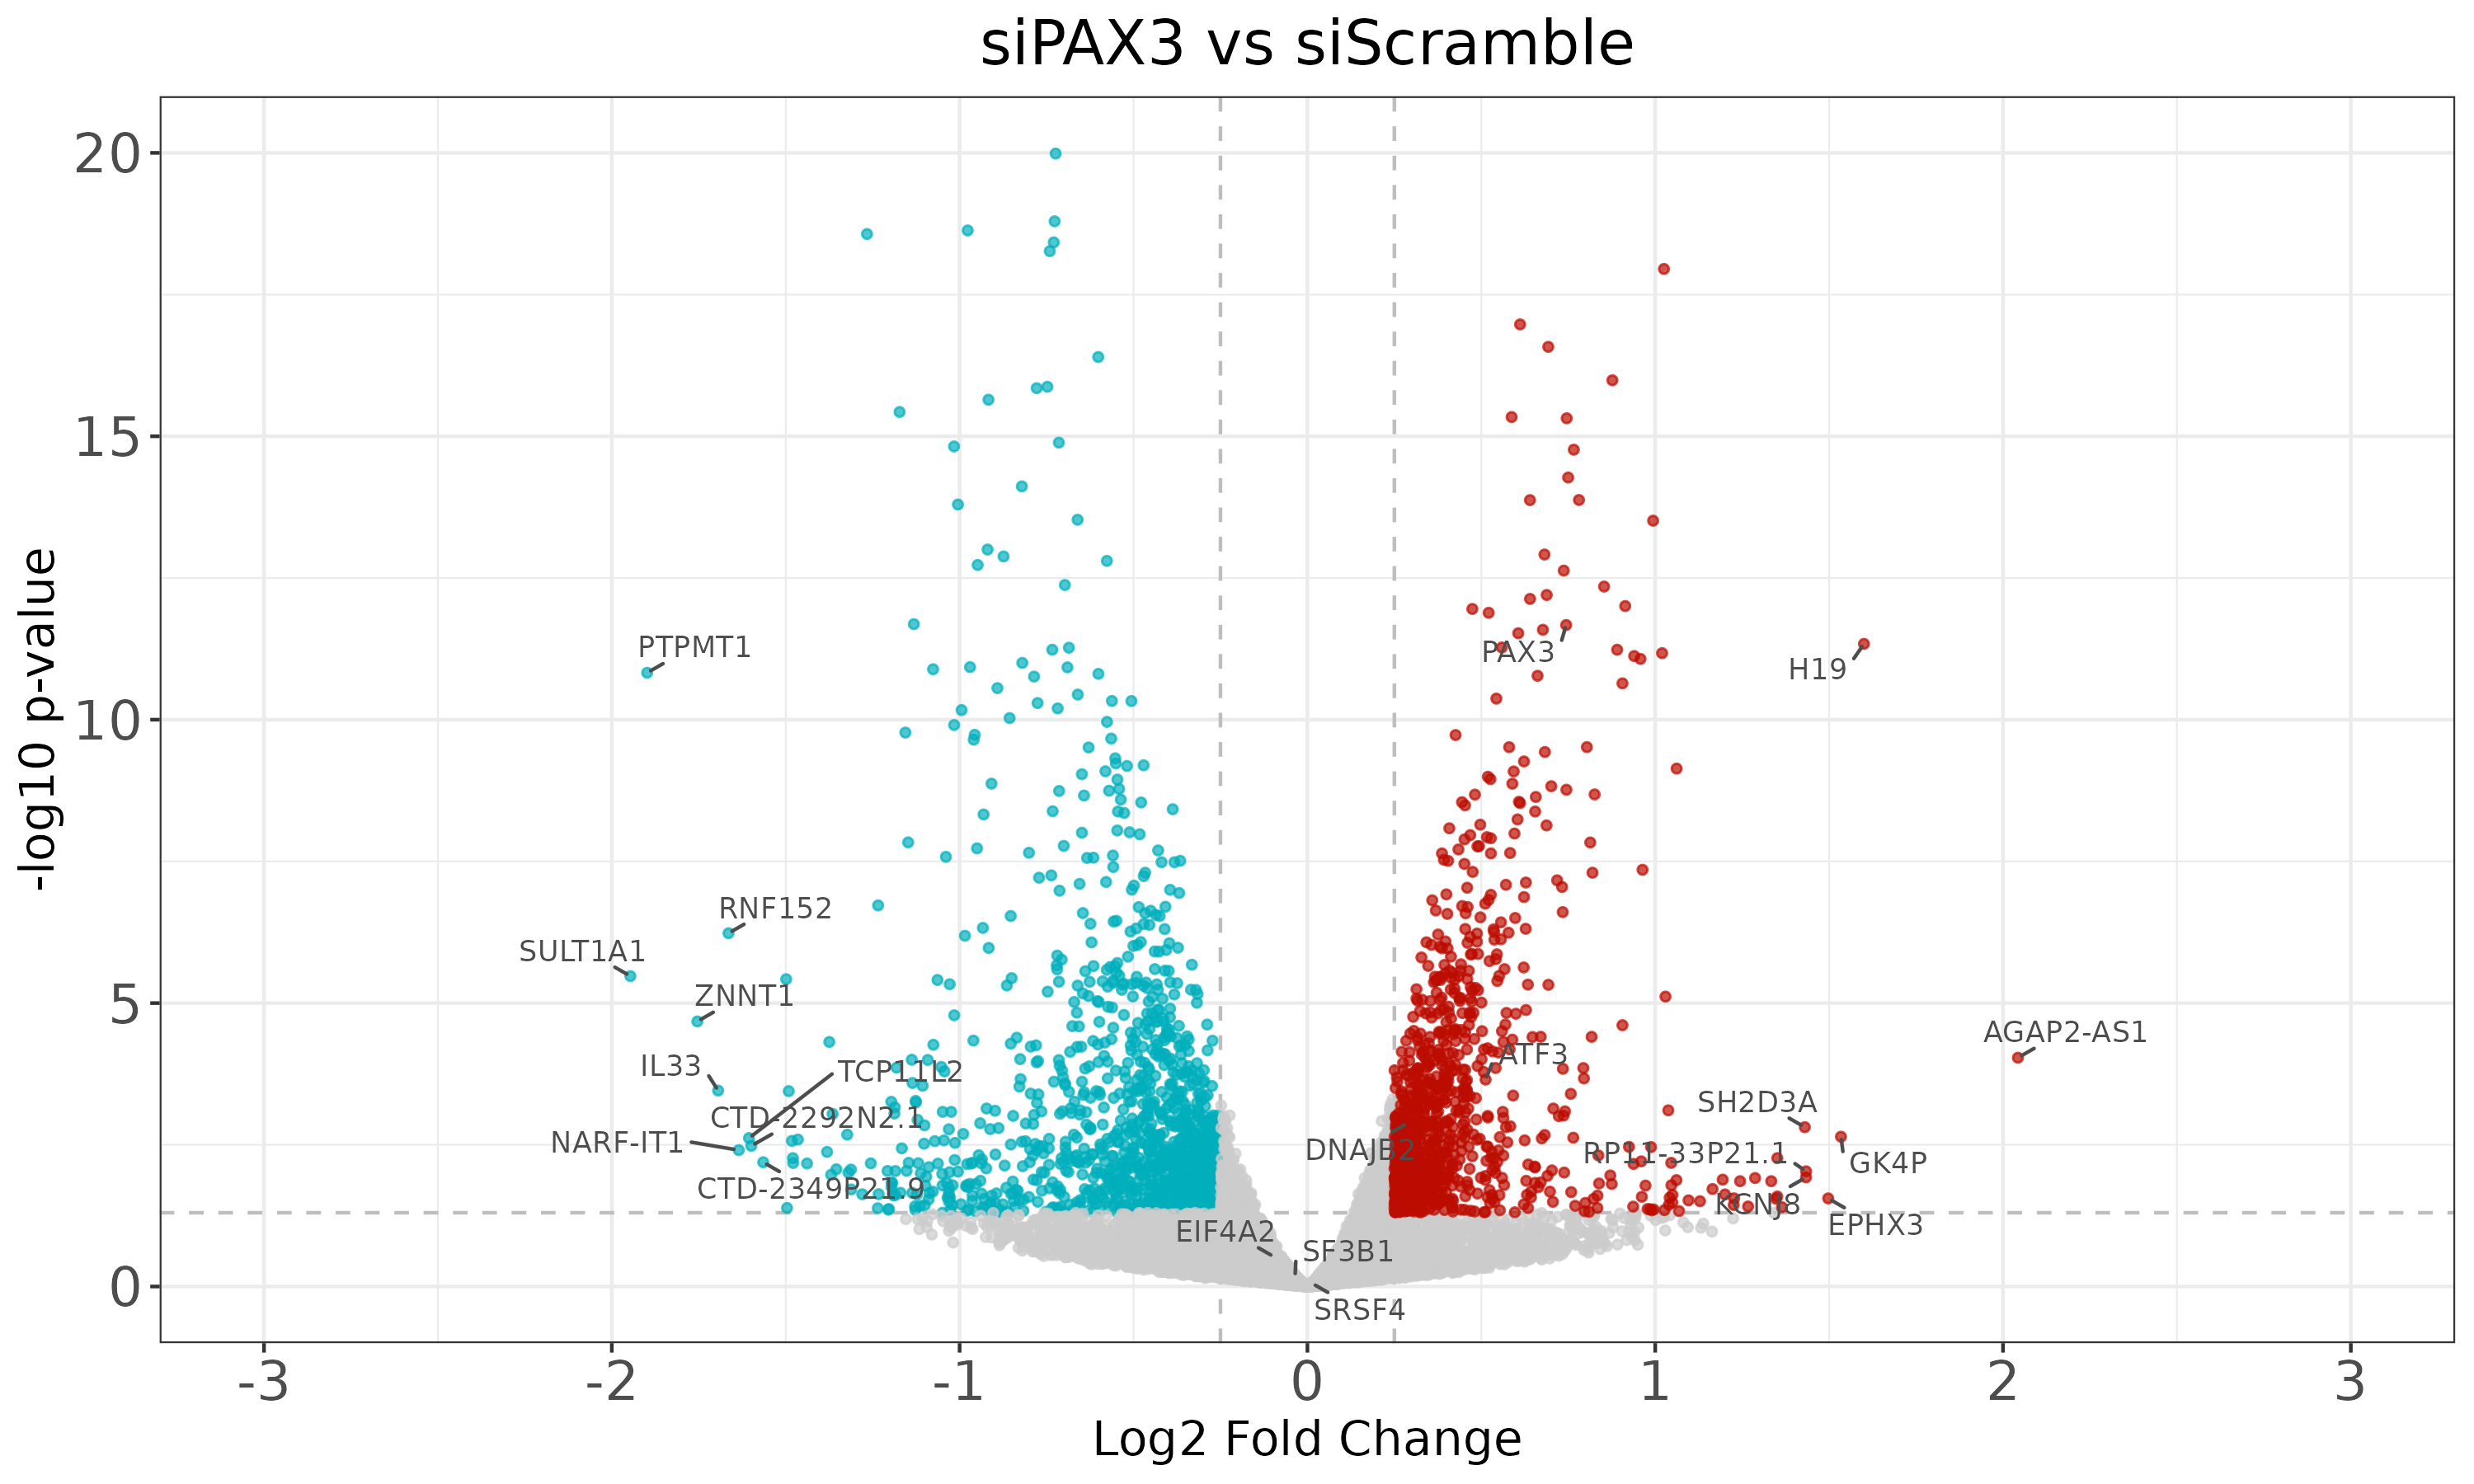 siPAX3 vs siScramble
20
15
10
5
0
-log10 p-value
PTPMT1
PAX3
H19
RNF152
SULT1A1
ZNNT1
AGAP2-AS1
ATF3
IL33
TCP11L2
SH2D3A
CTD-2292N2.1
NARF-IT1
DNAJB2
RP11-33P21.1
GK4P
CTD-2349P21.9
KCNJ8
EPHX3
EIF4A2
SF3B1
SRSF4
-3 -2 -1 0 1 2 3
Log2 Fold Change